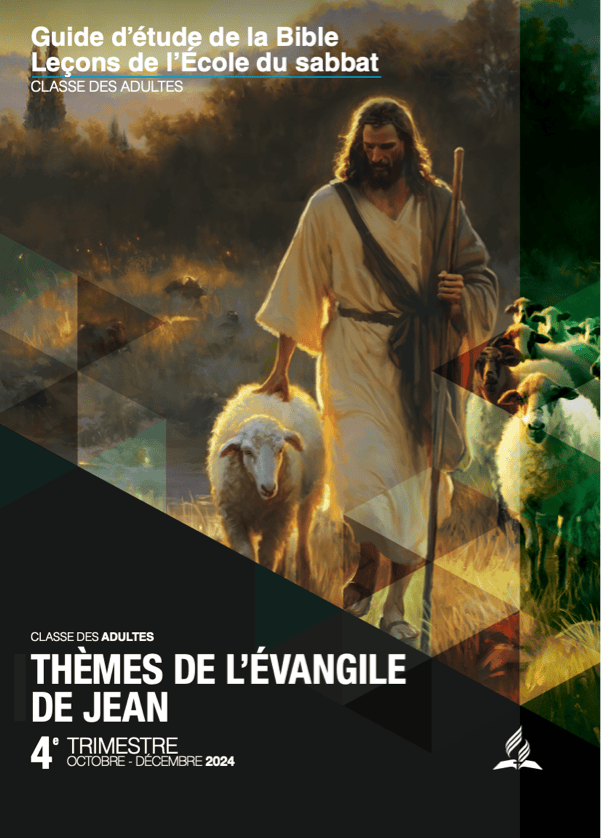 Guide d’étude de la Bible
Leçons de l’École du sabbat
CLASSE DES ADULTES
CLASSE DES ADULTES
THÈMES DE L’ÉVANGILE
DE JEAN
4e TRIMESTRE
OCTOBRE - DÉCEMBRE 2024